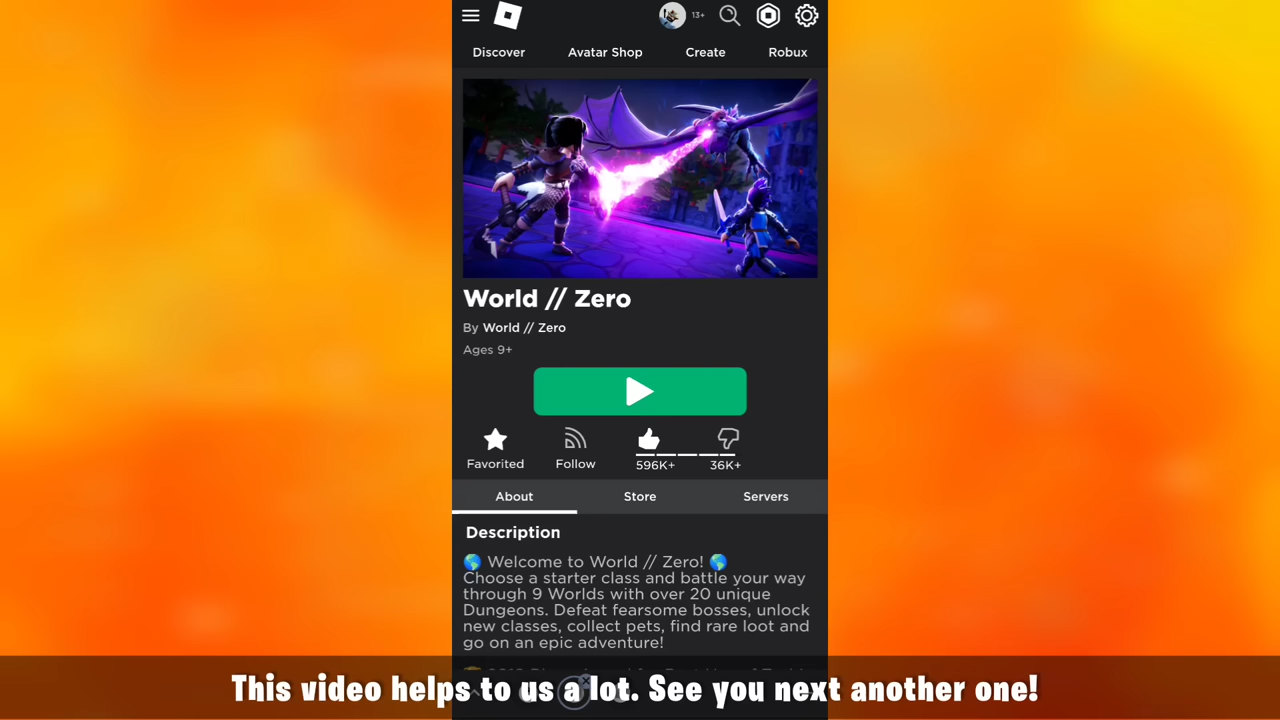 13+
Discover Avatar Shop Create Robux
World // Zero
By World // Zero
Ages 9+
Favorited Follow 596K+ 36K+
About Store Servers
Description
🌎 Welcome to World // Zero! 🌎
Choose a starter class and battle your way
through 9 Worlds with over 20 unique
Dungeons. Defeat fearsome bosses, unlock
new classes, collect pets, find rare loot and
go on an epic adventure!
This video helps to us a lot. See you next another one!